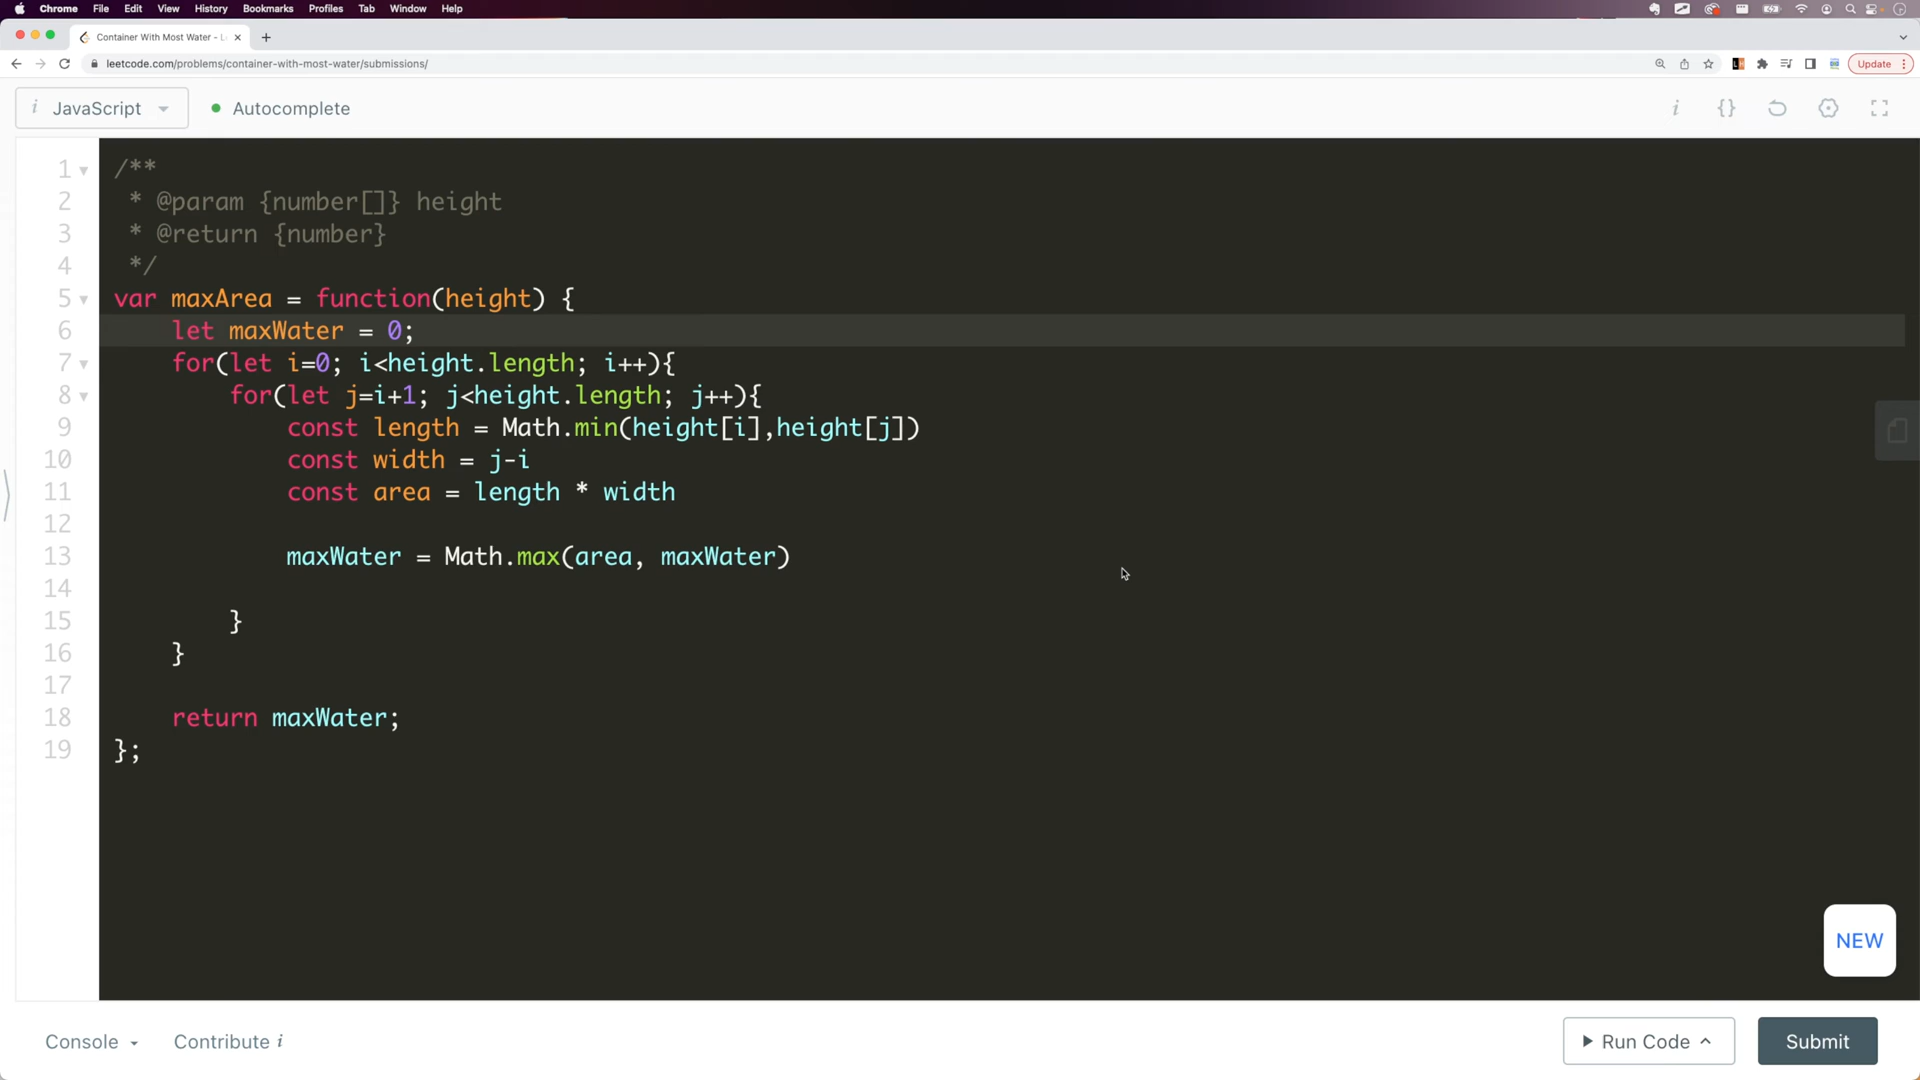 Chrome File Edit View History Bookmarks Profiles Tab Window Help
Container With Most Water - L
leetcode.com/problems/container-with-most-water/submissions/
Update
i JavaScript Autocomplete i {}
1 /**
2 * @param {number[]} height
3 * @return {number}
4 */
5 var maxArea = function(height) {
6 let maxWater = 0;
7 for(let i=0; i<height.length; i++){
8 for(let j=i+1; j<height.length; j++){
9 const length = Math.min(height[i],height[j])
10 const width = j-i
11 const area = length * width
12
13 maxWater = Math.max(area, maxWater)
14
15 }
16 }
17
18 return maxWater;
19 };
NEW
Console Contribute i Run Code Submit